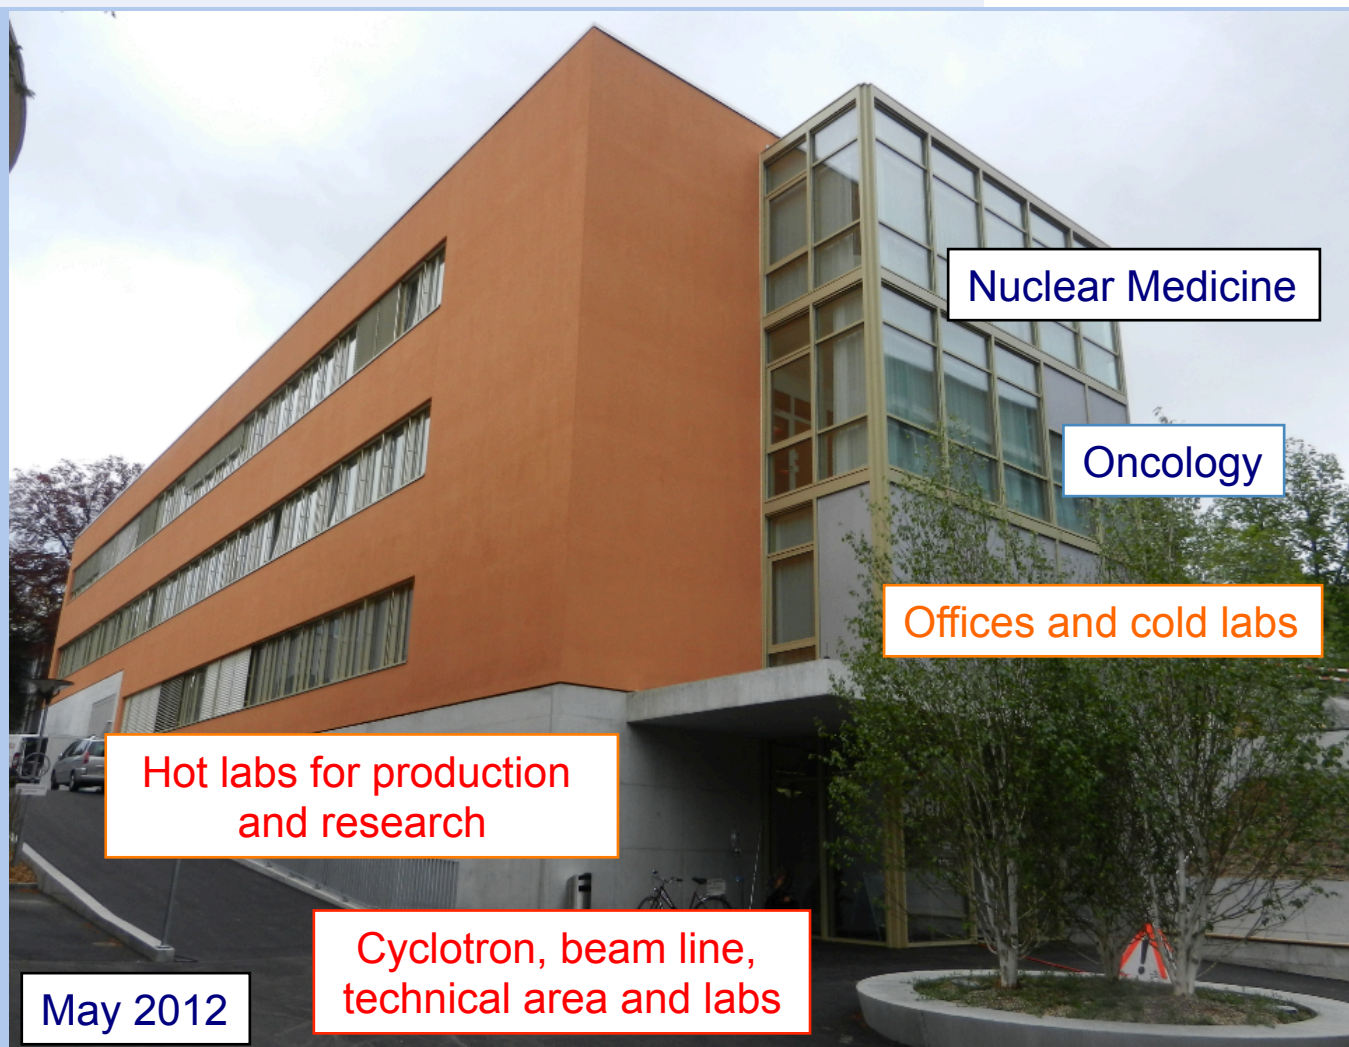 Nuclear Medicine
Oncology
Offices and cold labs
Hot labs for production
and research
Cyclotron, beam line,
technical area and labs
May 2012